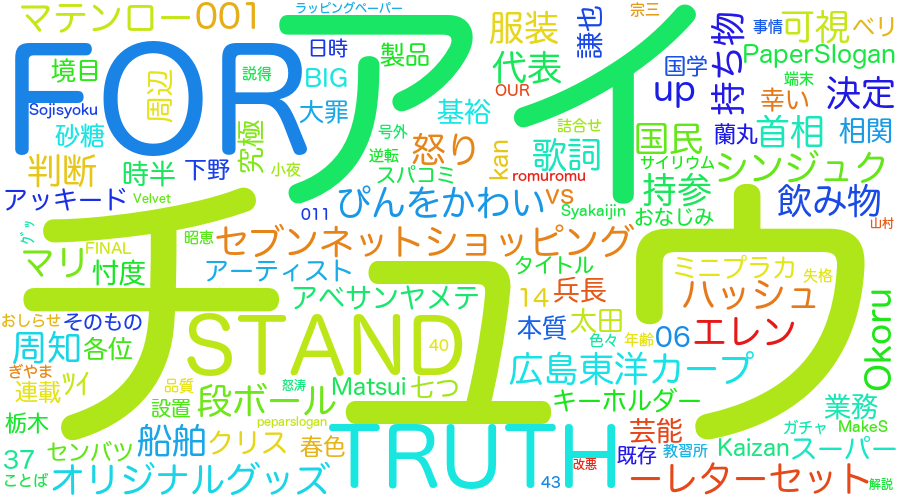 マテンロー
001
ラッピングペーパー
宗三
FOR
アイ
服装
謙也
可視
ベリ
事情
周辺
説得
日時
製品
代表
持ち物
PaperSlogan
境目
BIG
国学
端末
Sojisyoku
大罪
OUR
up
幸い
決定
砂糖
究極
基裕
詰合せ
国民
蘭丸
首相
相関
号外
怒り
kan
歌詞
判断
時半
下野
小夜
逆転
スパコミ
romuromu
サイリウム
シンジュク
アッキード
Velvet
011
ぴんをかわい
vs
Syakaijin
持参
おなじみ
飲み物
山村
グッ
FINAL
昭恵
セブンネットショッピング
チュウ
マリ
忖度
アーティスト
タイトル
ミニプラカ
失格
アベサンヤメテ
14
兵長
ハッシュ
おしらせ
そのもの
STAND
本質
太田
06
エレン
Okoru
周知
各位
40
色々
年齢
ぎやま
連載
ツイ
品質
怒涛
Matsui
七つ
広島東洋カープ
設置
段ボール
キーホルダー
業務
栃木
peparslogan
ガチャ
MakeS
船舶
クリス
春色
TRUTH
芸能
既存
教習所
Kaizan
スーパー
37
センバツ
改悪
ことば
オリジナルグッズ
43
ーレターセット
解説